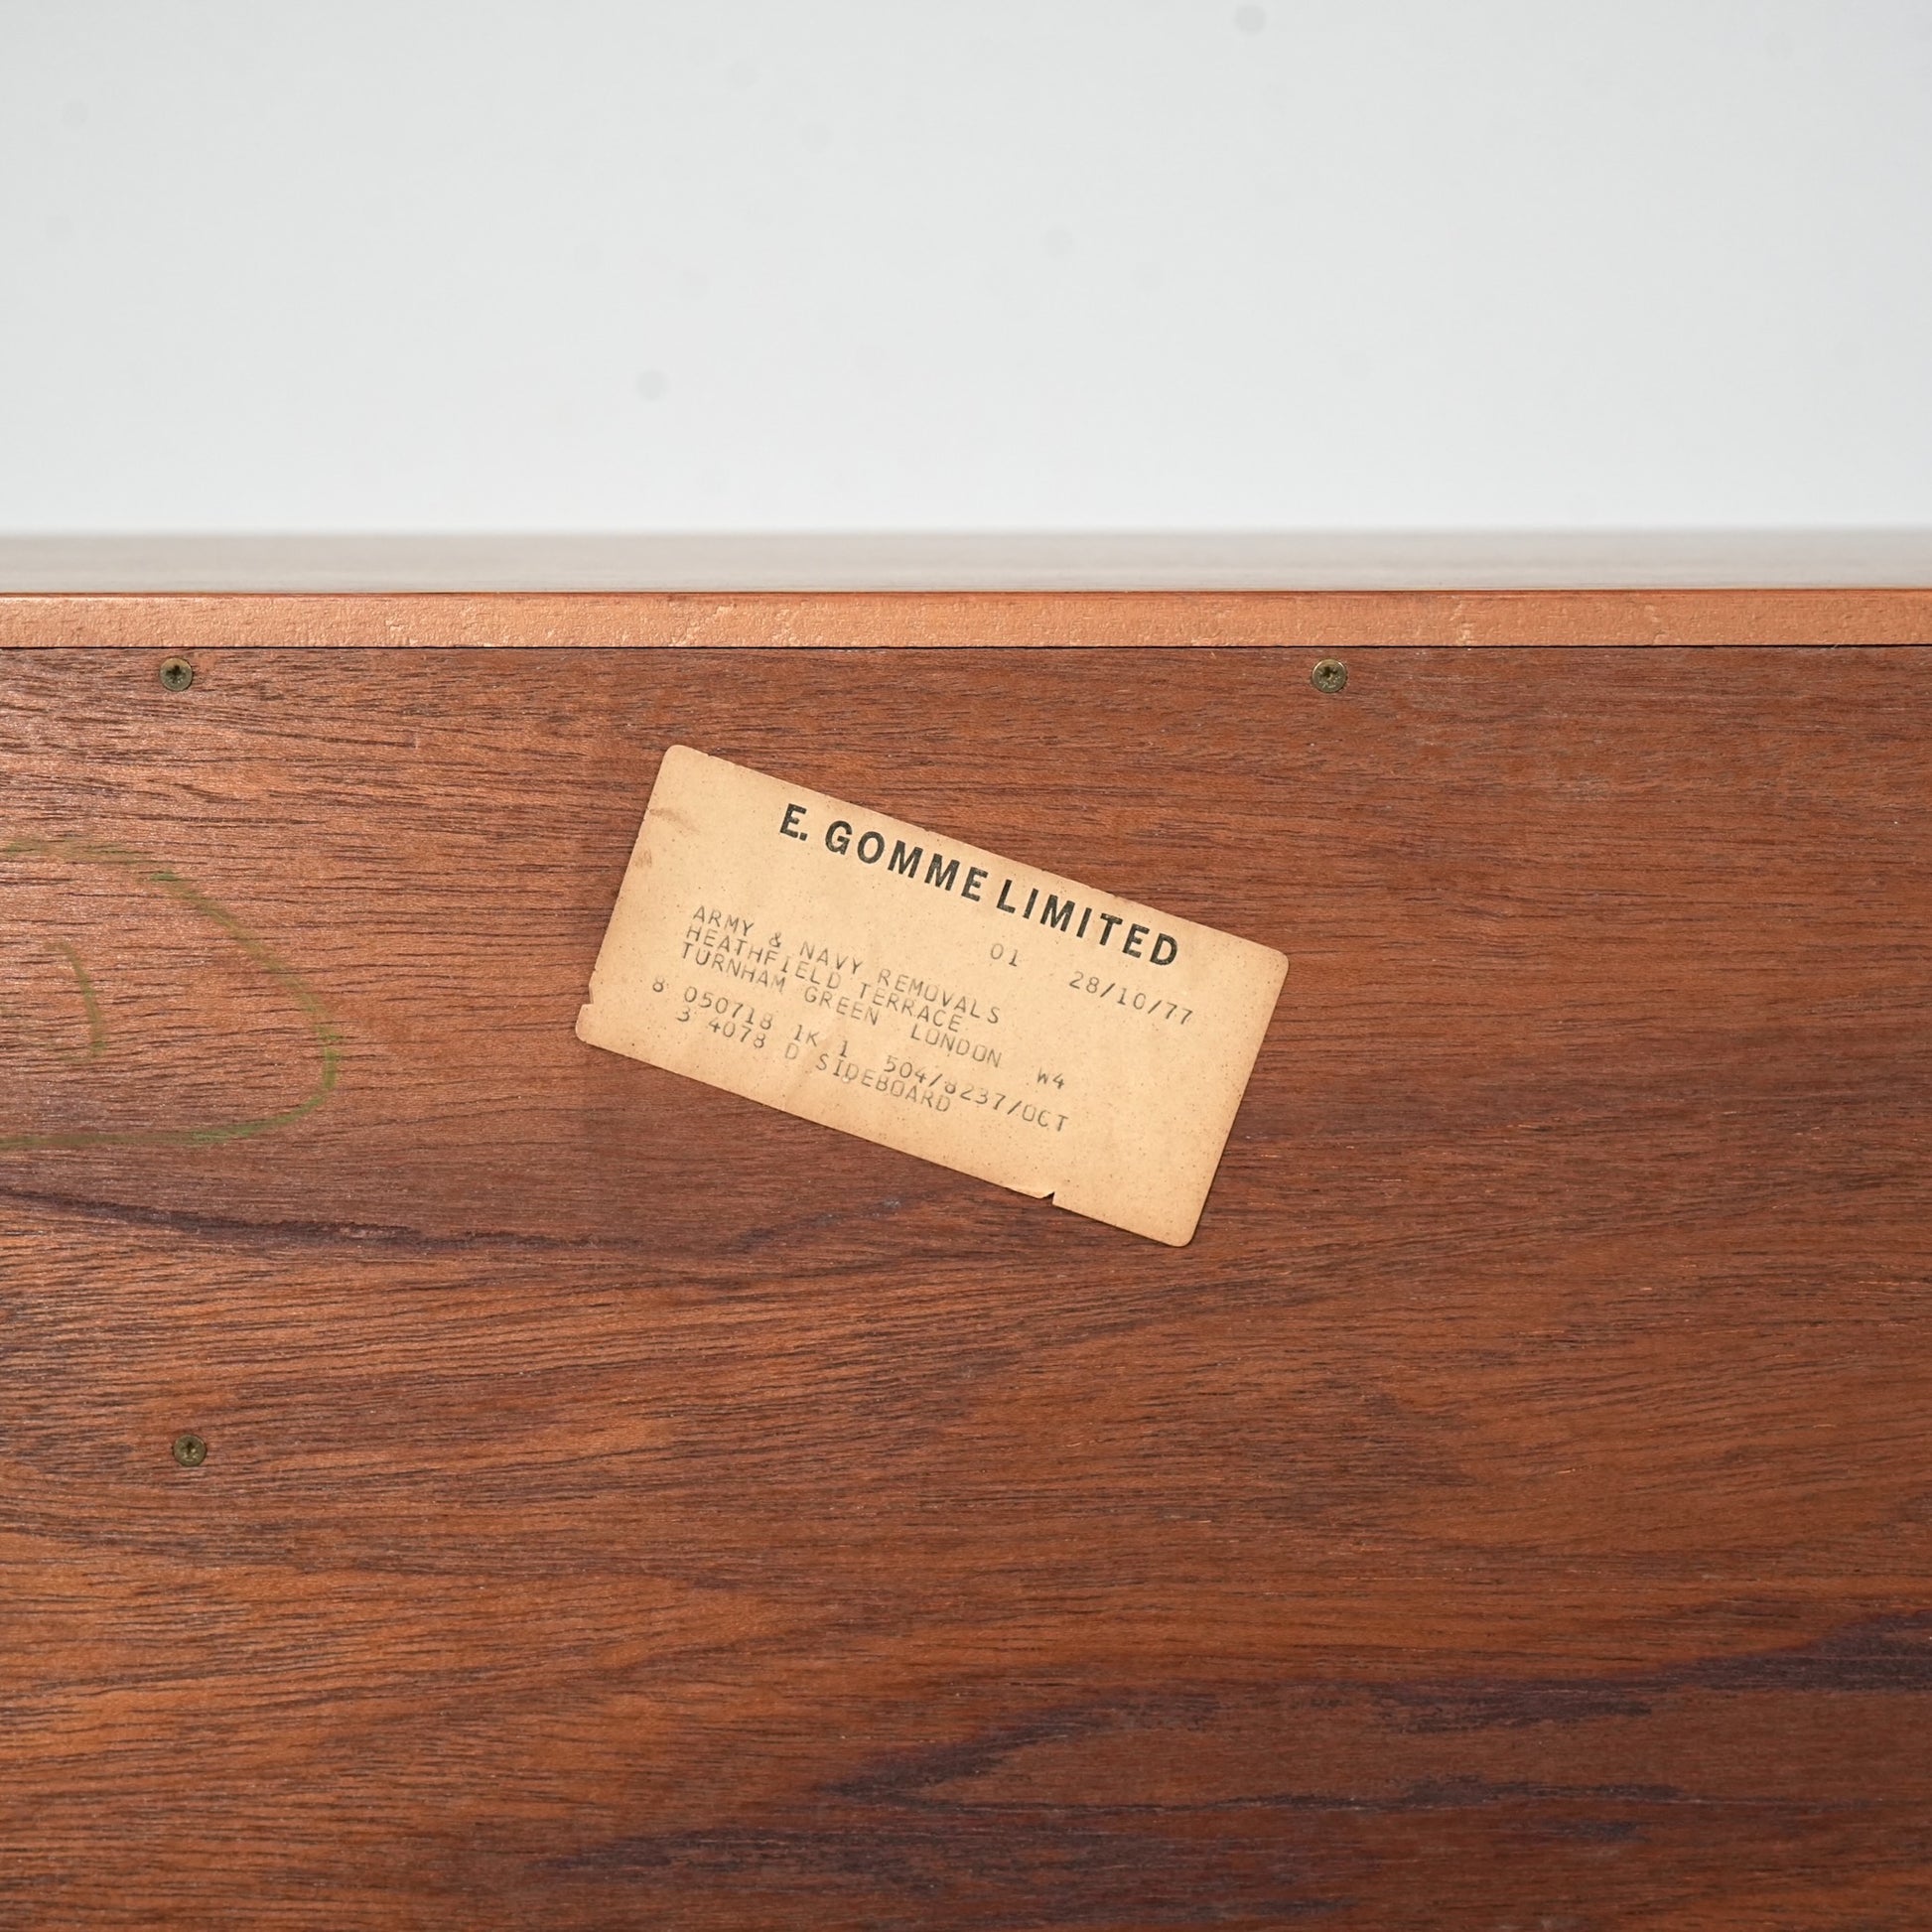 E. GOMME LIMITED
01 28/10/77
ARMY & NAVY REMOVALS
HEATHFIELD TERRACE
TURNHAM GREEN LONDON W4
8 050718 1K 1 504/8237/OCT
3 4078 D SIDEBOARD